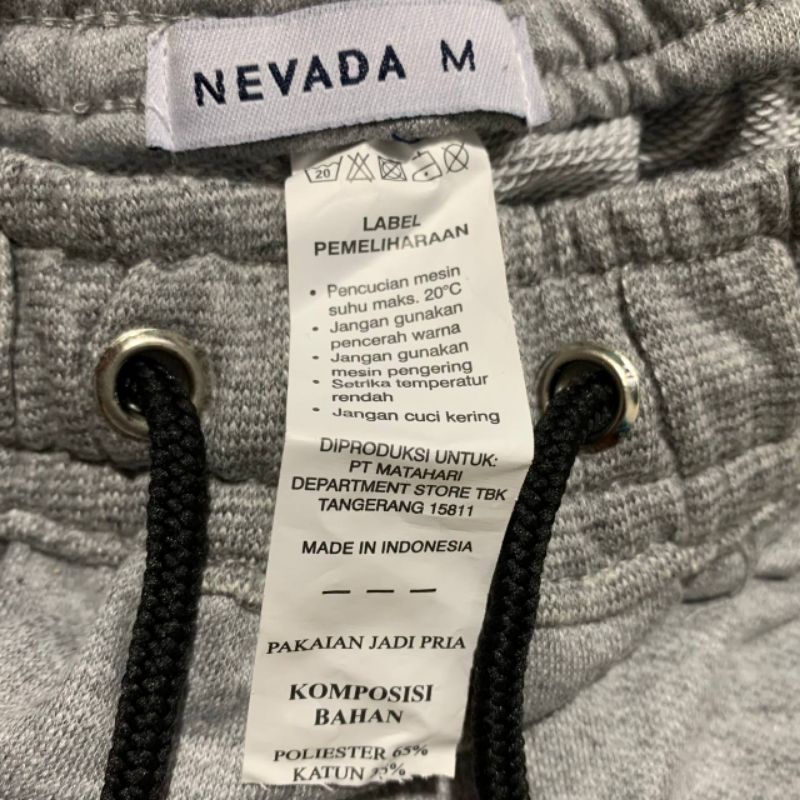 NEVADA M
20
LABEL
PEMELIHARAAN
• Pencucian mesin
suhu maks. 20°C
• Jangan gunakan
pencerah warna
• Jangan gunakan
mesin pengering
• Setrika temperatur
rendah
• Jangan cuci kering
DIPRODUKSI UNTUK:
PT MATAHARI
DEPARTMENT STORE TBK
TANGERANG 15811
MADE IN INDONESIA
— — —
PAKAIAN JADI PRIA
KOMPOSISI
BAHAN
POLIESTER 65%
KATUN